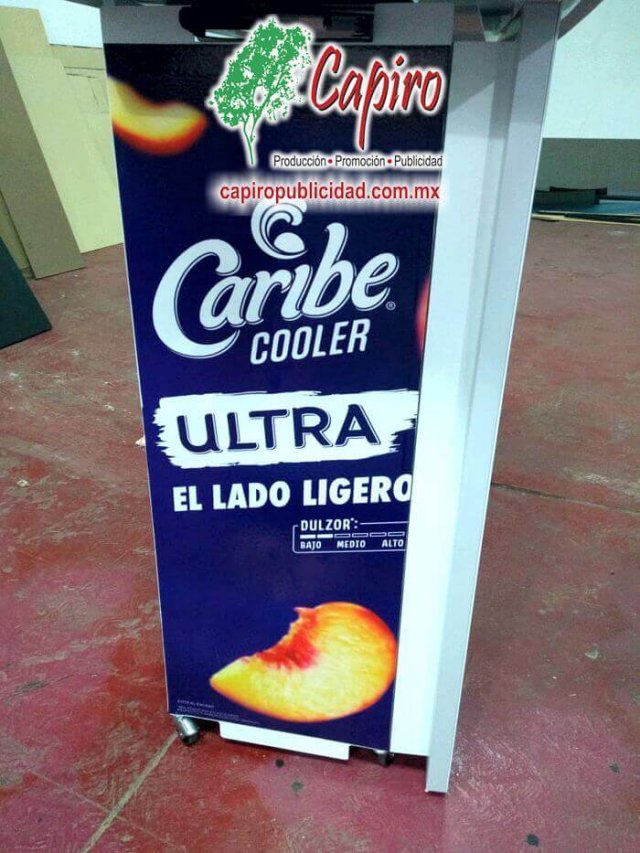 Capiro
Producción • Promoción • Publicidad
capiropublicidad.com.mx
Caribe®
COOLER
ULTRA
EL LADO LIGERO
DULZOR*:
BAJO MEDIO ALTO